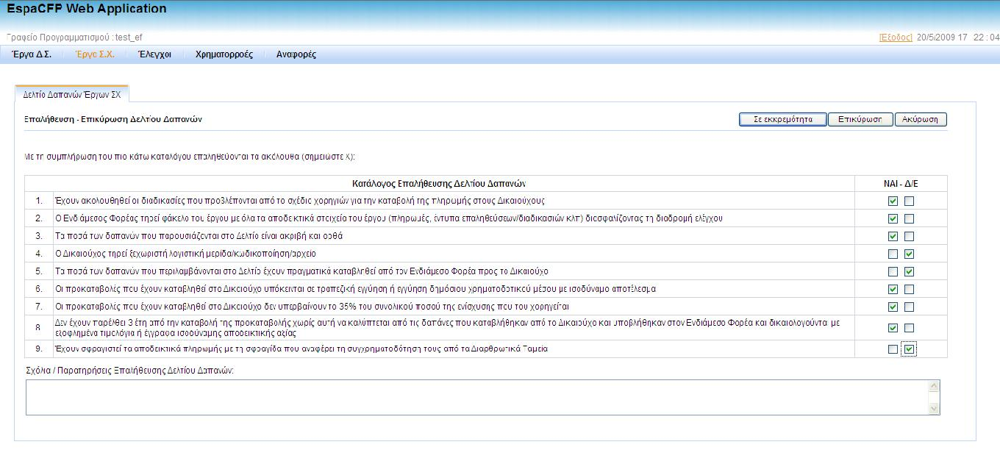 EspaCFP Web Application
Γραφείο Προγραμματισμού : test_ef [Έξοδος] 20/5/2009 17 22 : 04
Έργα Δ.Σ. Έργα Σ.Χ. Έλεγχοι Χρηματορροές Αναφορές
Δελτίο Δαπανών Έργων ΣΧ
Επαλήθευση - Επικύρωση Δελτίου Δαπανών Σε εκκρεμότητα Επικύρωση Ακύρωση
Με τη συμπλήρωση του πιο κάτω καταλόγου επαληθεύονται τα ακόλουθα (σημειώστε Χ):
Κατάλογος Επαλήθευσης Δελτίου Δαπανών ΝΑΙ - Δ/Ε
1. Έχουν ακολουθηθεί οι διαδικασίες που προβλέπονται από το σχέδιο χορηγιών για την καταβολή της πληρωμής στους Δικαιούχους
2. Ο Ενδιάμεσος Φορέας τηρεί φάκελο του έργου με όλα τα αποδεικτικά στοιχεία του έργου (πληρωμές, έντυπα επαληθεύσεων/διαδικασιών κλπ) διασφαλίζοντας τη διαδρομή ελέγχου
3. Τα ποσά των δαπανών που παρουσιάζονται στο Δελτίο είναι ακριβή και ορθά
4. Ο Δικαιούχος τηρεί ξεχωριστή λογιστική μερίδα/κωδικοποίηση/αρχείο
5. Τα ποσά των δαπανών που περιλαμβάνονται στο Δελτίο έχουν πραγματικά καταβληθεί από τον Ενδιάμεσο Φορέα προς το Δικαιούχο
6. Οι προκαταβολές που έχουν καταβληθεί στο Δικαιούχο υπόκεινται σε τραπεζική εγγύηση ή εγγύηση δημόσιου χρηματοδοτικού μέσου με ισοδύναμο αποτέλεσμα
7. Οι προκαταβολές που έχουν καταβληθεί στο Δικαιούχο δεν υπερβαίνουν το 35% του συνολικού ποσού της ενίσχυσης που του χορηγείται
8. Δεν έχουν παρέλθει 3 έτη από την καταβολή της προκαταβολής χωρίς αυτή να καλύπτεται από τις δαπάνες που καταβλήθηκαν από το Δικαιούχο και υποβλήθηκαν στον Ενδιάμεσο Φορέα και δικαιολογούνται με
εξοφλημένα τιμολόγια ή έγγραφα ισοδύναμης αποδεικτικής αξίας
9. Έχουν σφραγιστεί τα αποδεικτικά πληρωμής με τη σφραγίδα που αναφέρει τη συγχρηματοδότηση τους από τα Διαρθρωτικά Ταμεία
Σχόλια / Παρατηρήσεις Επαλήθευσης Δελτίου Δαπανών: